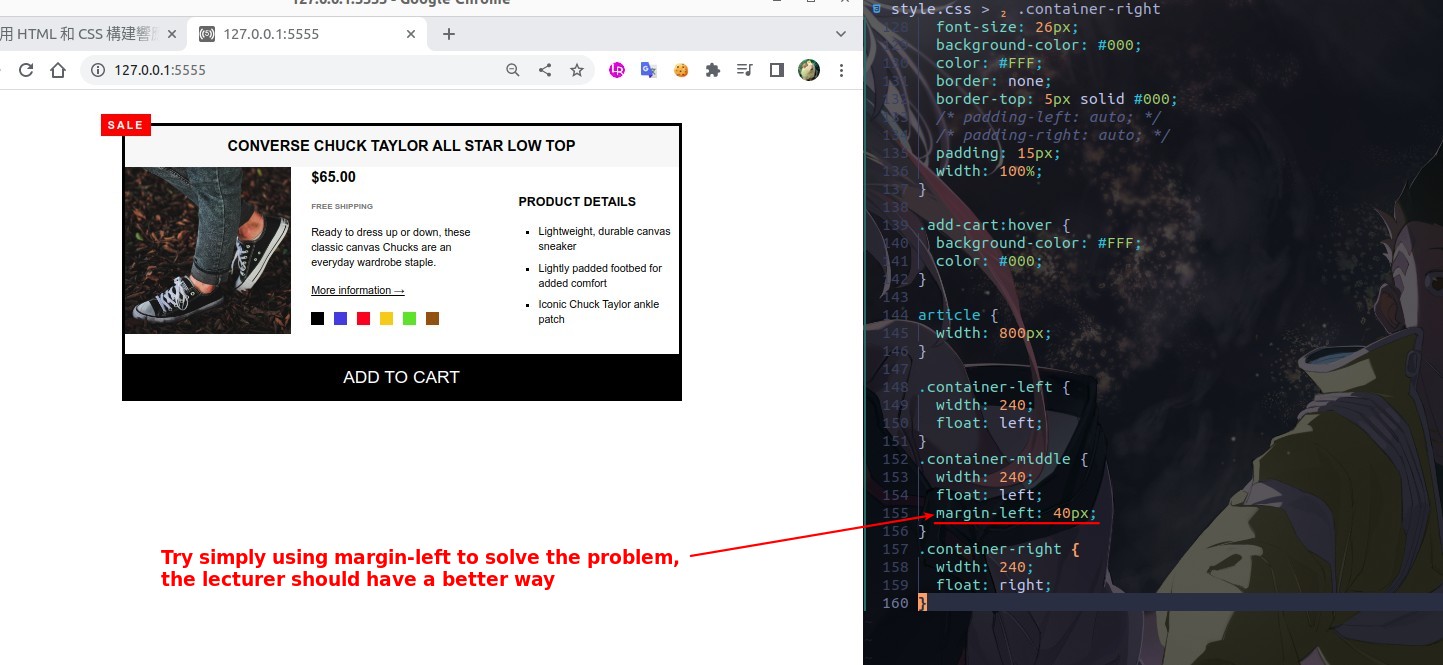 127.0.0.1:5555 - Google Chrome
用 HTML 和 CSS 構建響應
127.0.0.1:5555
127.0.0.1:5555
SALE
CONVERSE CHUCK TAYLOR ALL STAR LOW TOP
$65.00
FREE SHIPPING
Ready to dress up or down, these
classic canvas Chucks are an
everyday wardrobe staple.
More information →
PRODUCT DETAILS
Lightweight, durable canvas
sneaker
Lightly padded footbed for
added comfort
Iconic Chuck Taylor ankle
patch
ADD TO CART
Try simply using margin-left to solve the problem,
the lecturer should have a better way
style.css > .container-right
128 font-size: 26px;
background-color: #000;
color: #FFF;
border: none;
border-top: 5px solid #000;
/* padding-left: auto; */
/* padding-right: auto; */
135 padding: 15px;
136 width: 100%;
137 }
138
139 .add-cart:hover {
140 background-color: #FFF;
141 color: #000;
142 }
143
144 article {
145 width: 800px;
146 }
147
148 .container-left {
149 width: 240;
150 float: left;
151 }
152 .container-middle {
153 width: 240;
154 float: left;
155 margin-left: 40px;
156 }
157 .container-right {
158 width: 240;
159 float: right;
160 }